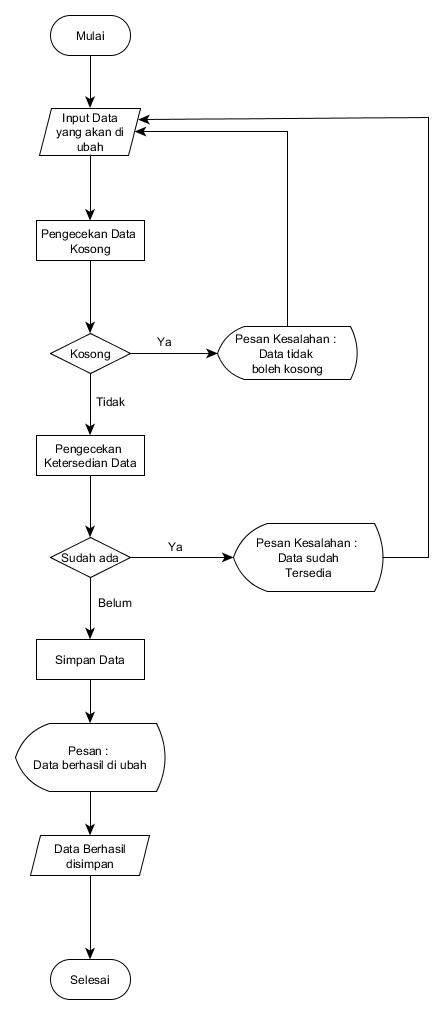 Mulai
Input Data
yang akan di
ubah
Pengecekan Data
Kosong
Kosong
Ya
Pesan Kesalahan :
Data tidak
boleh kosong
Tidak
Pengecekan
Ketersedian Data
Sudah ada
Ya
Pesan Kesalahan :
Data sudah
Tersedia
Belum
Simpan Data
Pesan :
Data berhasil di ubah
Data Berhasil
disimpan
Selesai